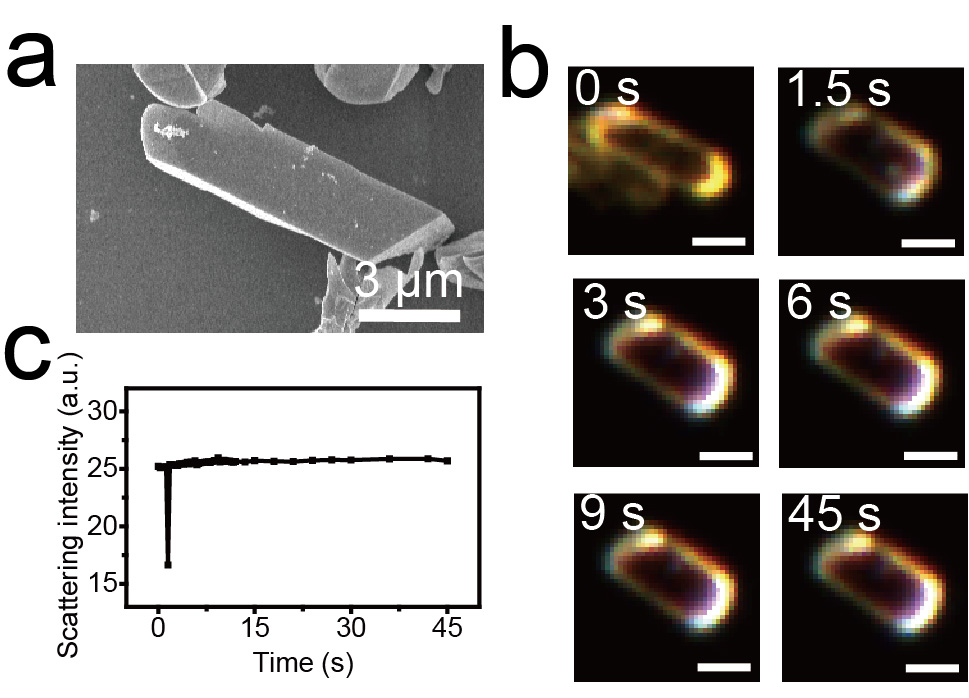 a
3 μm
b
0 s
1.5 s
3 s
6 s
9 s
45 s
c
Scattering intensity (a.u.)
30
25
20
15
0
15
30
45
Time (s)